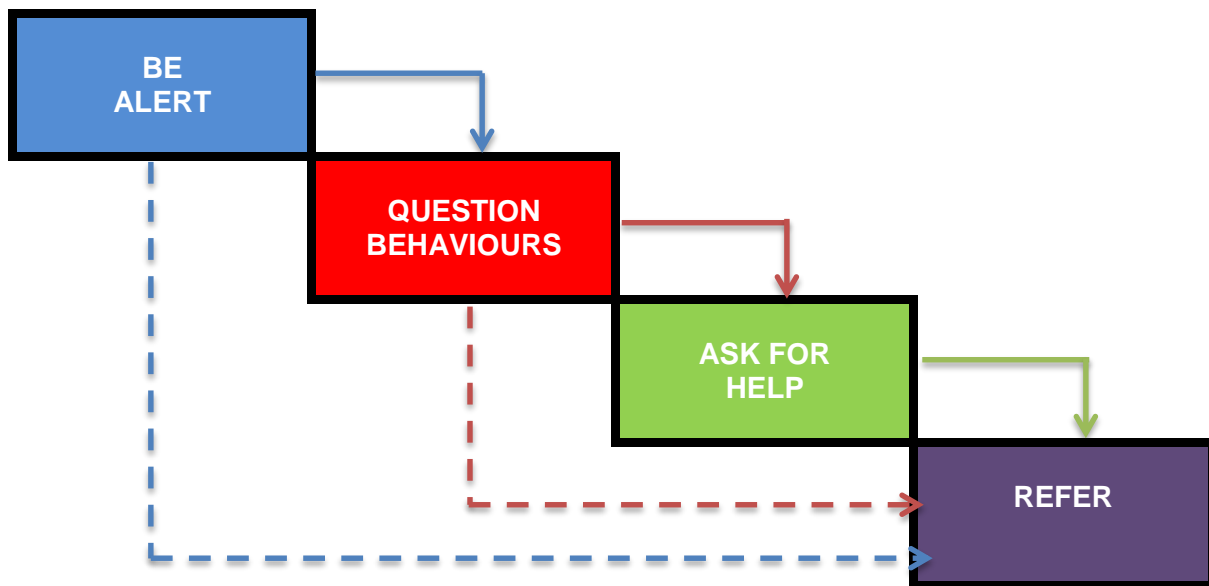 BE
ALERT
QUESTION
BEHAVIOURS
ASK FOR
HELP
REFER